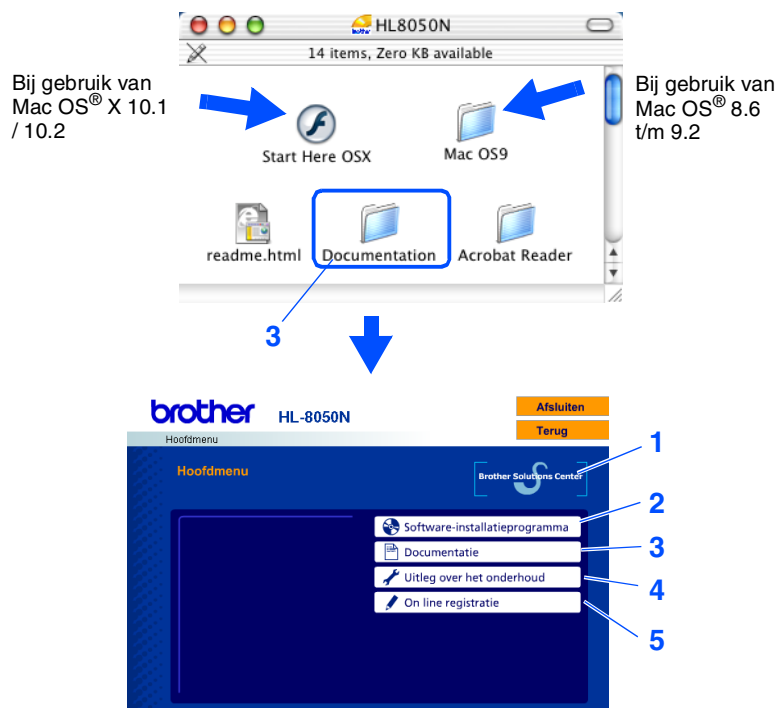 HL8050N
14 items, Zero KB available
Bij gebruik van
Mac OS® X 10.1
/ 10.2
Bij gebruik van
Mac OS® 8.6
t/m 9.2
Start Here OSX
Mac OS9
readme.html
Documentation
Acrobat Reader
3
brother HL-8050N
Afsluiten
Terug
Hoofdmenu
Hoofdmenu
Brother Solutions Center
1
Software-installatieprogramma
2
Documentatie
3
Uitleg over het onderhoud
4
On line registratie
5